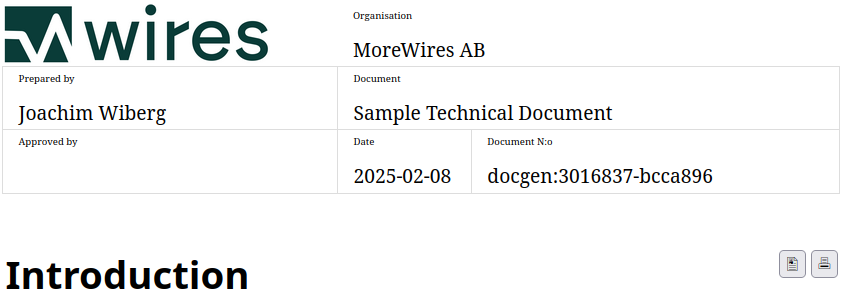 wires
Organisation
MoreWires AB
Prepared by
Document
Joachim Wiberg
Sample Technical Document
Approved by
Date
Document N:o
2025-02-08
docgen:3016837-bcca896
Introduction